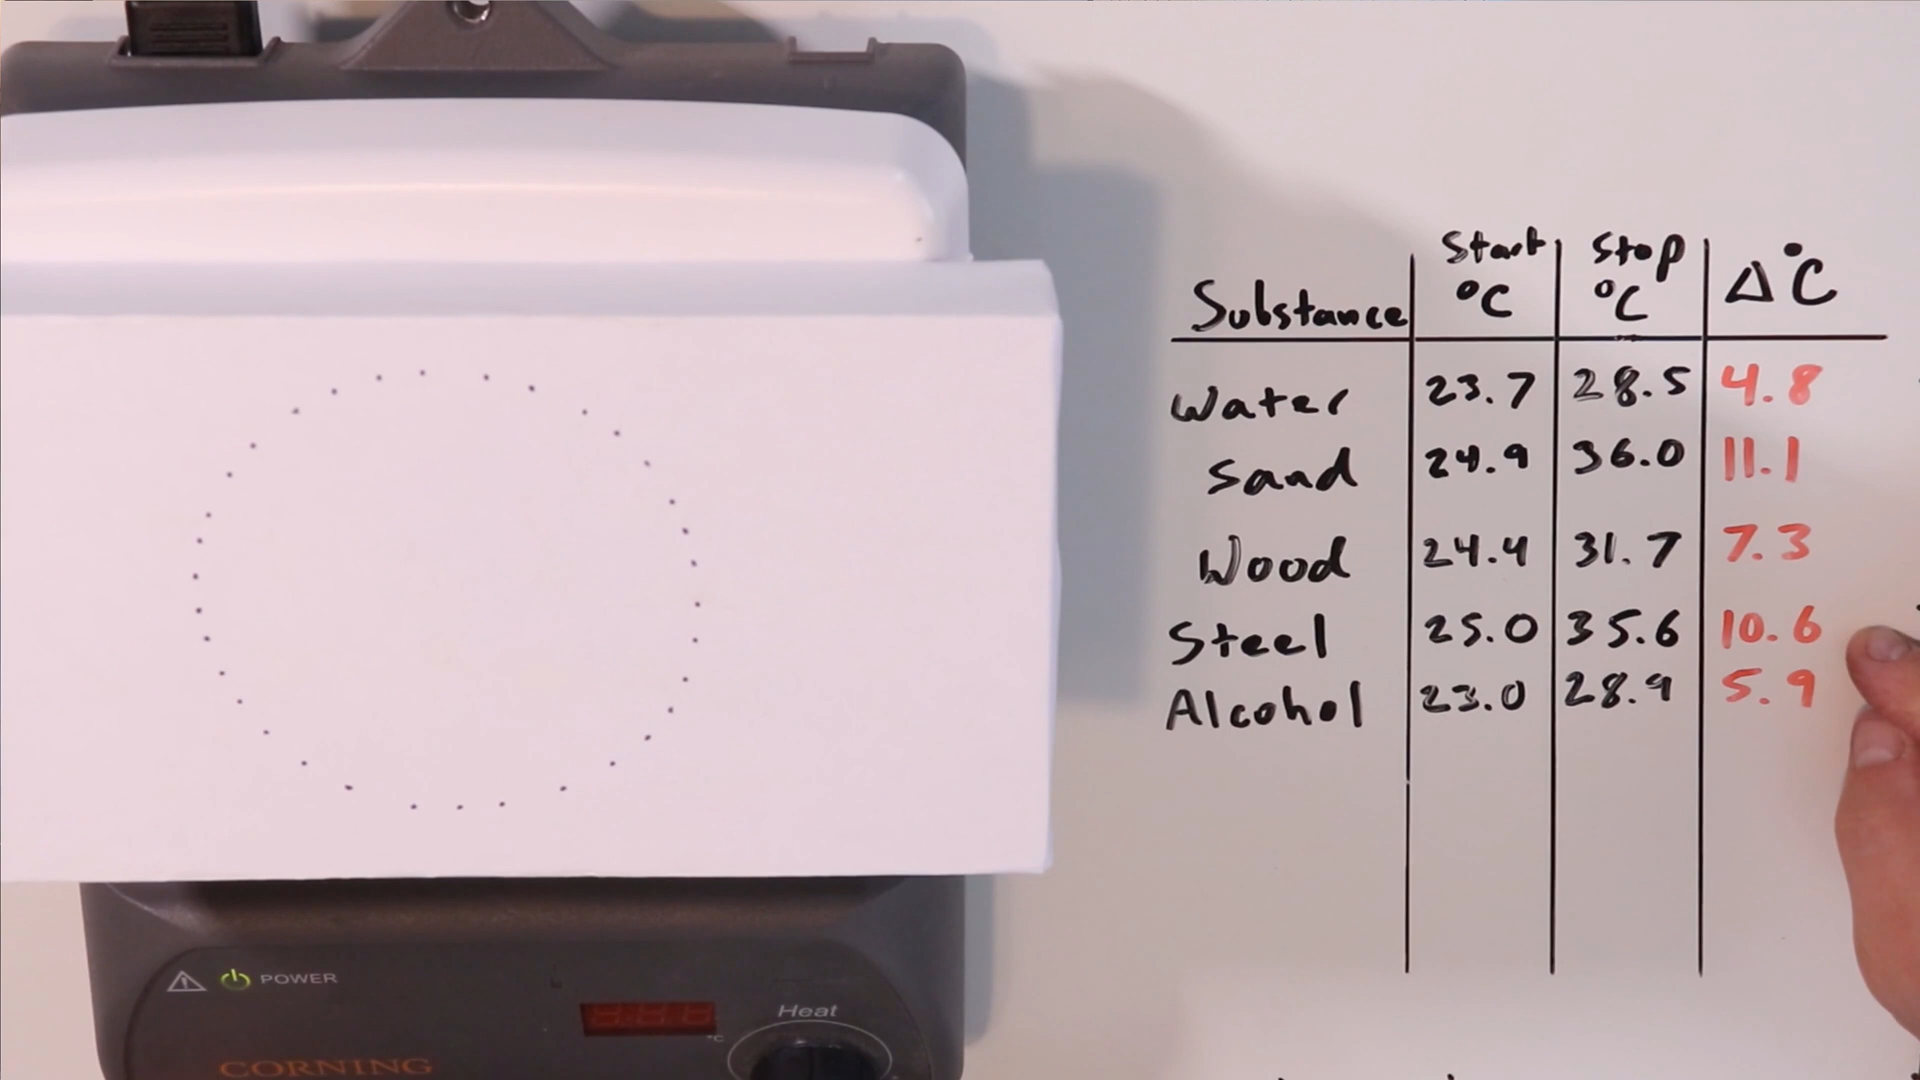 Start Stop Δ°C
Substance °C °C
Water 23.7 28.5 4.8
Sand 24.9 36.0 11.1
Wood 24.4 31.7 7.3
Steel 25.0 35.6 10.6
Alcohol 23.0 28.9 5.9
POWER
Heat
°C
CORNING